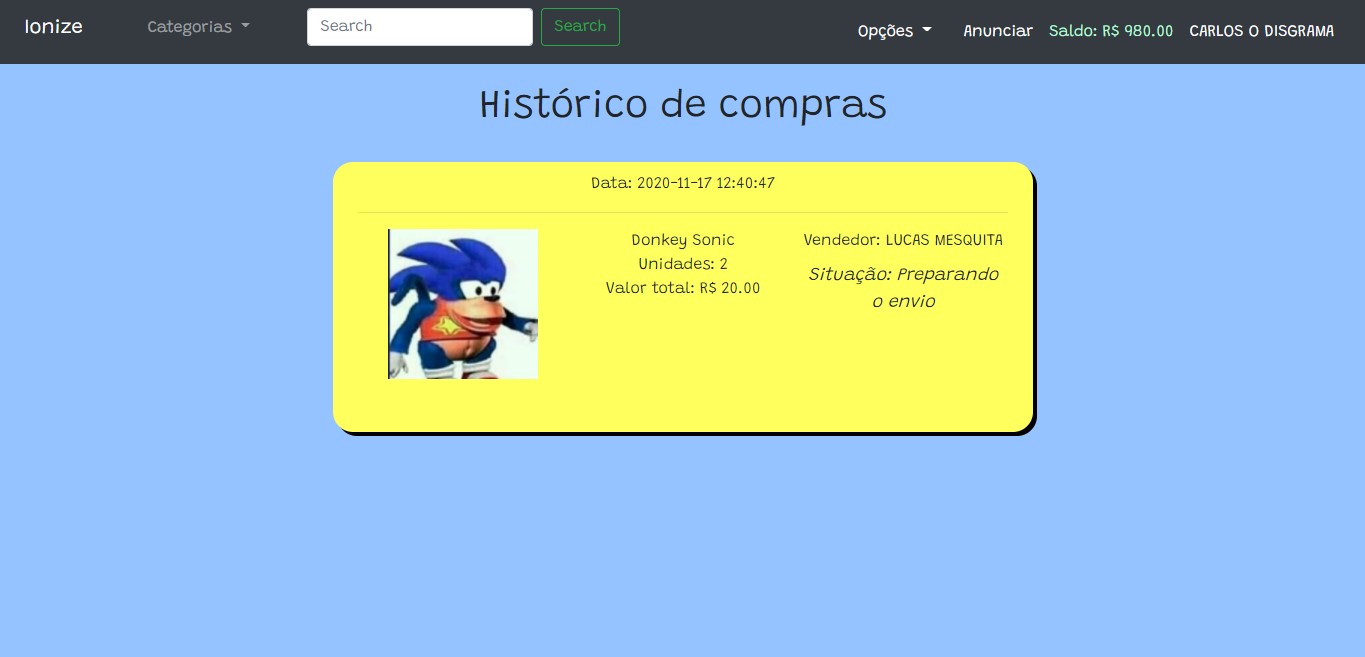 Ionize
Categorias
Search
Search
Opções
Anunciar
Saldo: R$ 980.00
CARLOS O DISGRAMA
Histórico de compras
Data: 2020-11-17 12:40:47
Donkey Sonic
Unidades: 2
Valor total: R$ 20.00
Vendedor: LUCAS MESQUITA
Situação: Preparando
o envio